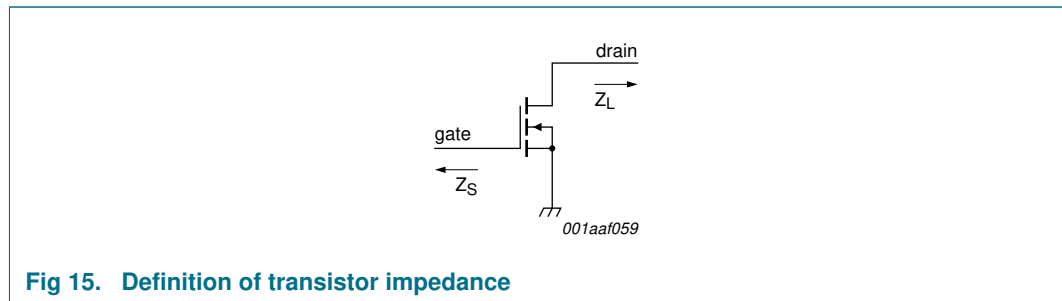 drain
Z_L
gate
Z_S
001aaf059
Fig 15. Definition of transistor impedance